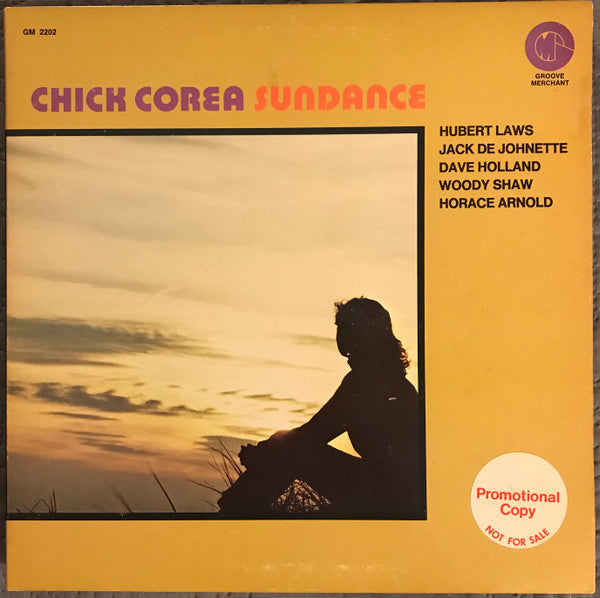 GM 2202
GROOVE
MERCHANT
CHICK COREA SUNDANCE
HUBERT LAWS
JACK DE JOHNETTE
DAVE HOLLAND
WOODY SHAW
HORACE ARNOLD
Promotional
Copy
NOT FOR SALE